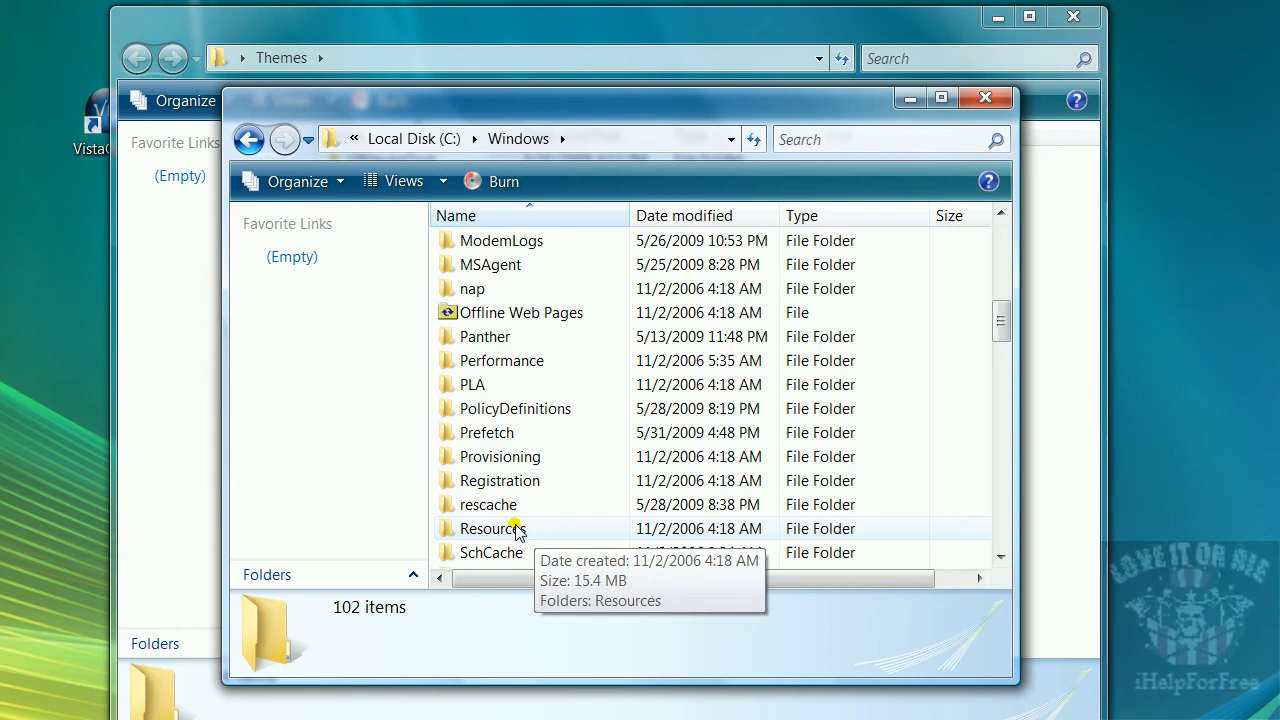 Themes
Search
Organize
Favorite Links
(Empty)
Folders
VistaG
Local Disk (C:) Windows
Search
Organize Views Burn
Favorite Links
(Empty)
Folders
Name Date modified Type Size
ModemLogs 5/26/2009 10:53 PM File Folder
MSAgent 5/25/2009 8:28 PM File Folder
nap 11/2/2006 4:18 AM File Folder
Offline Web Pages 11/2/2006 4:18 AM File
Panther 5/13/2009 11:48 PM File Folder
Performance 11/2/2006 5:35 AM File Folder
PLA 11/2/2006 4:18 AM File Folder
PolicyDefinitions 5/28/2009 8:19 PM File Folder
Prefetch 5/31/2009 4:48 PM File Folder
Provisioning 11/2/2006 4:18 AM File Folder
Registration 11/2/2006 4:18 AM File Folder
rescache 5/28/2009 8:38 PM File Folder
Resources 11/2/2006 4:18 AM File Folder
SchCache File Folder
Date created: 11/2/2006 4:18 AM
Size: 15.4 MB
Folders: Resources
102 items
LOVE IT OR DIE
iHelpForFree